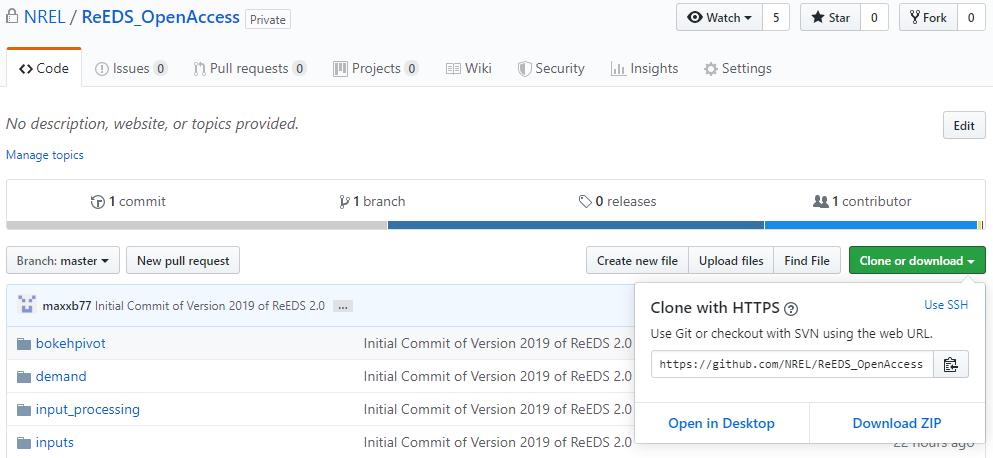 NREL / ReEDS_OpenAccess Private
Watch 5 Star 0 Fork 0
Code Issues 0 Pull requests 0 Projects 0 Wiki Security Insights Settings
No description, website, or topics provided.
Edit
Manage topics
1 commit 1 branch 0 releases 1 contributor
Branch: master New pull request Create new file Upload files Find File Clone or download
maxxb77 Initial Commit of Version 2019 of ReEDS 2.0 ...
bokehpivot Initial Commit of Version 2019 of ReEDS 2.0
demand Initial Commit of Version 2019 of ReEDS 2.0
input_processing Initial Commit of Version 2019 of ReEDS 2.0
inputs Initial Commit of Version 2019 of ReEDS 2.0
22 hours ago
Clone with HTTPS ? Use SSH
Use Git or checkout with SVN using the web URL.
https://github.com/NREL/ReEDS_OpenAccess
Open in Desktop Download ZIP